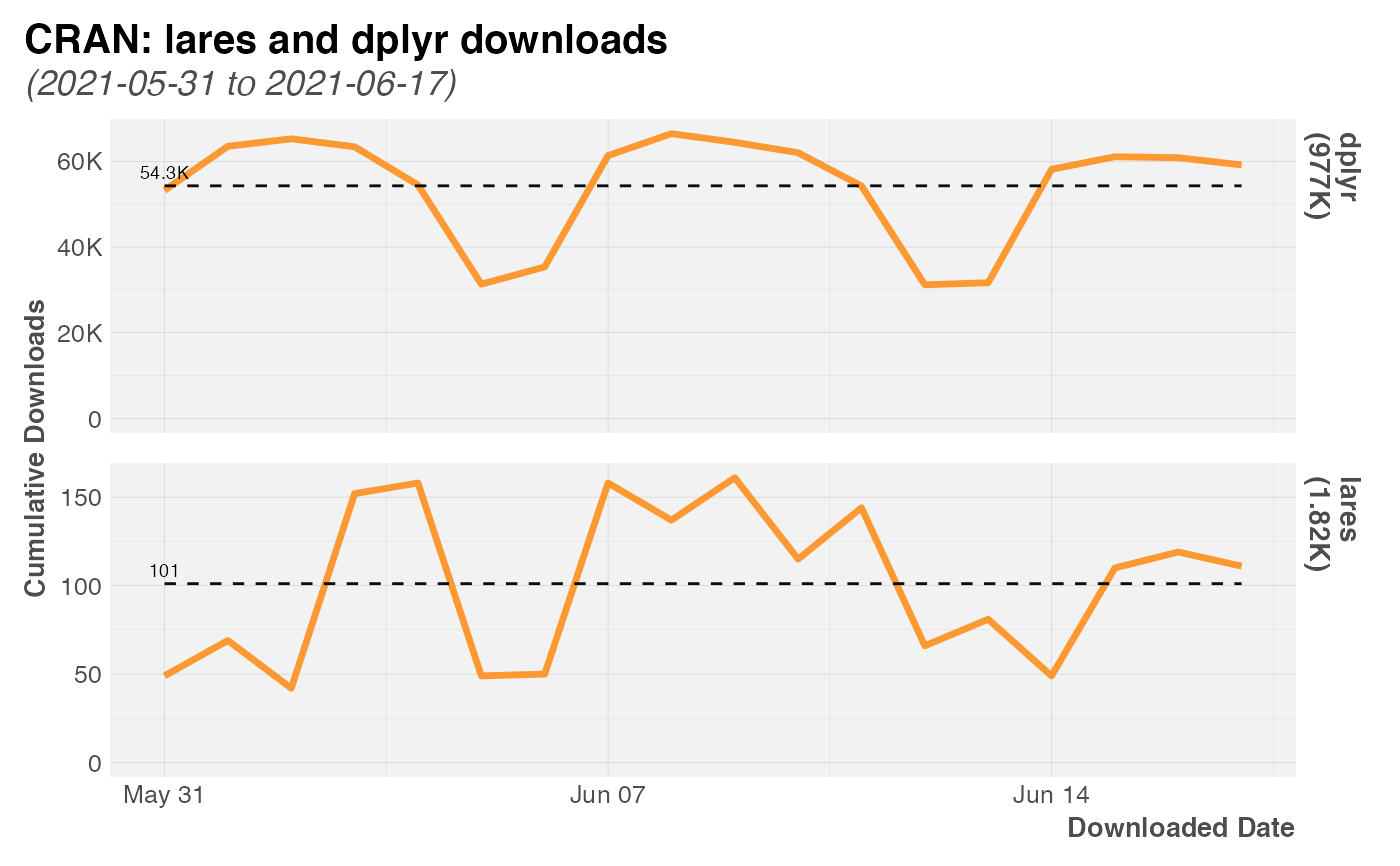 CRAN: lares and dplyr downloads
(2021-05-31 to 2021-06-17)
Cumulative Downloads
60K
40K
20K
0
54.3K
dplyr
(977K)
150
100
50
0
101
lares
(1.82K)
May 31
Jun 07
Jun 14
Downloaded Date